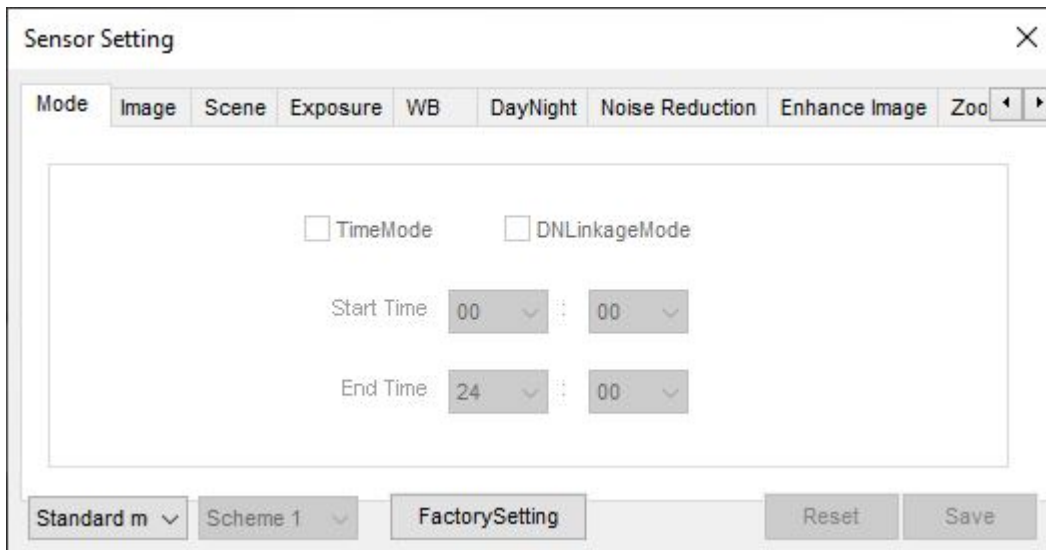 Sensor Setting
Mode Image Scene Exposure WB DayNight Noise Reduction Enhance Image Zoo
TimeMode DNLinkageMode
Start Time 00 : 00
End Time 24 : 00
Standard m Scheme 1 FactorySetting Reset Save